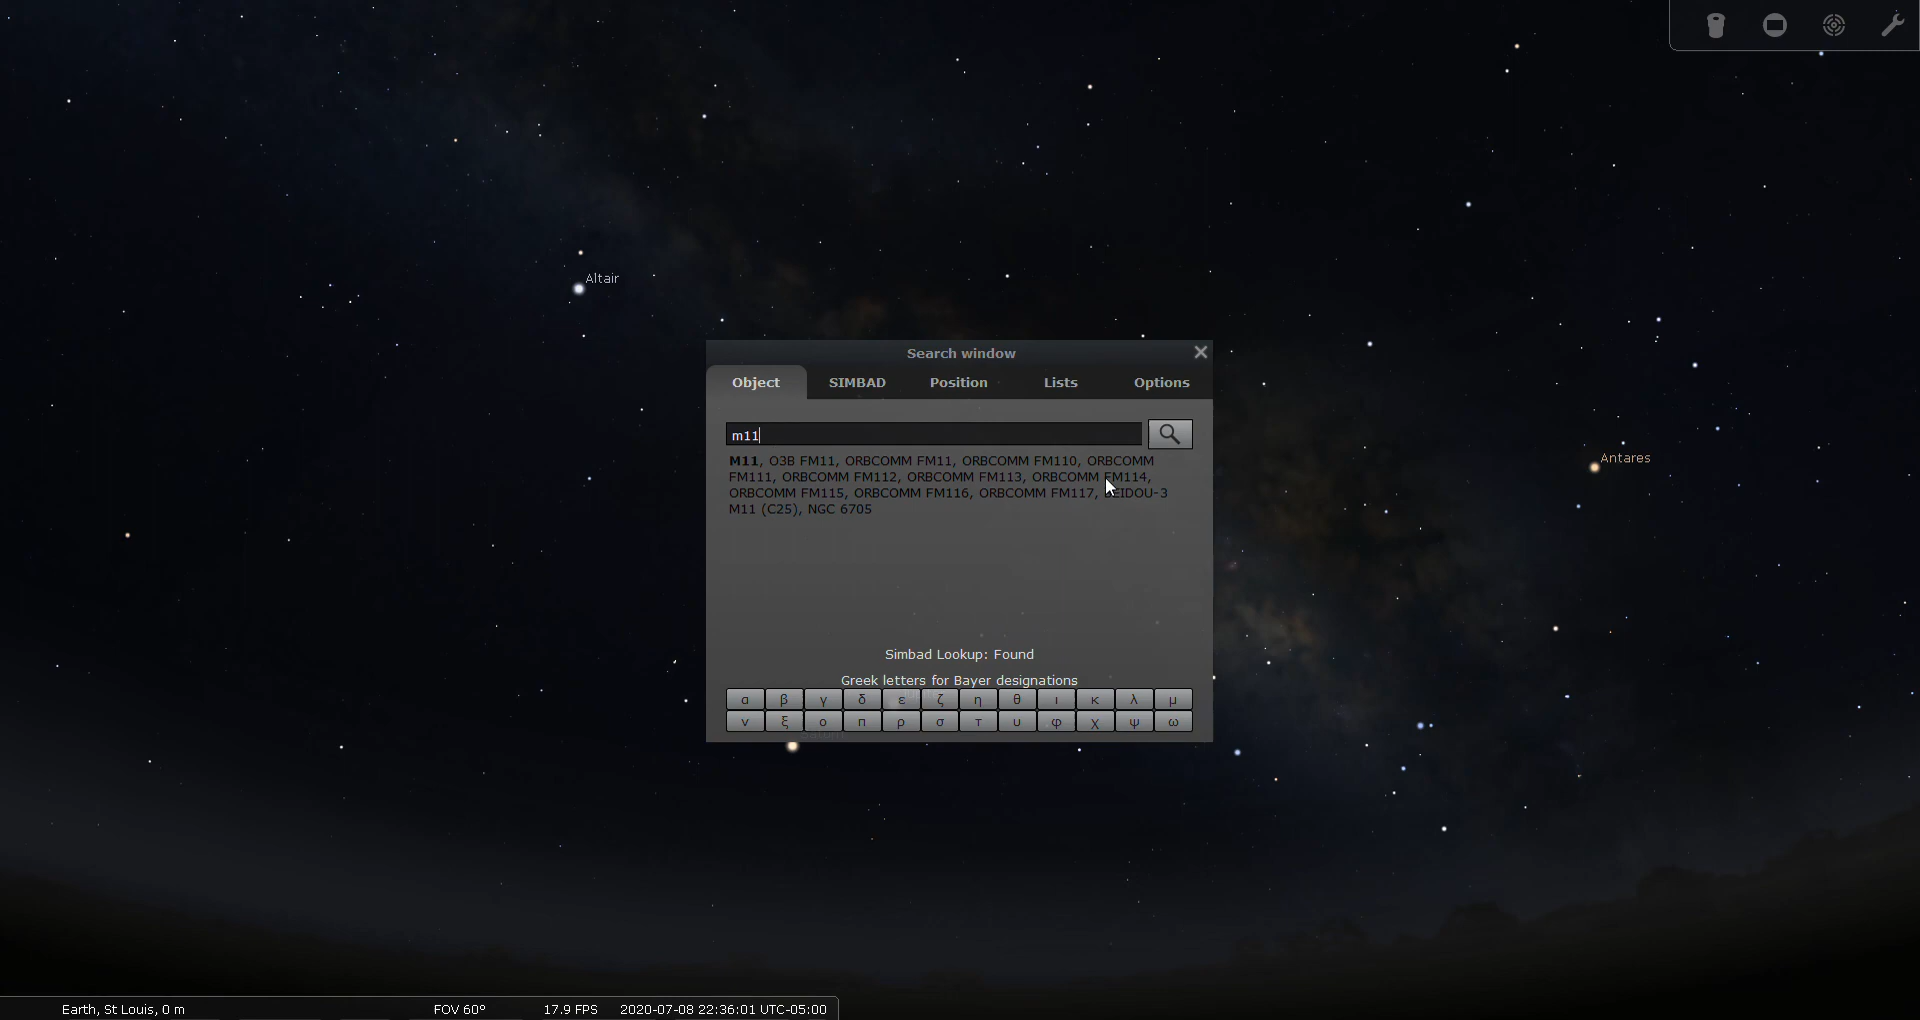 Altair
Search window
Object SIMBAD Position Lists Options
m11
M11, O3B FM11, ORBCOMM FM11, ORBCOMM FM110, ORBCOMM
FM111, ORBCOMM FM112, ORBCOMM FM113, ORBCOMM FM114,
ORBCOMM FM115, ORBCOMM FM116, ORBCOMM FM117, BEIDOU-3
M11 (C25), NGC 6705
Antares
Simbad Lookup: Found
Greek letters for Bayer designations
α β γ δ ε ζ η θ ι κ λ μ
ν ξ ο π ρ σ τ υ φ χ ψ ω
Saturn
Earth, St Louis, 0 m FOV 60° 17.9 FPS 2020-07-08 22:36:01 UTC-05:00